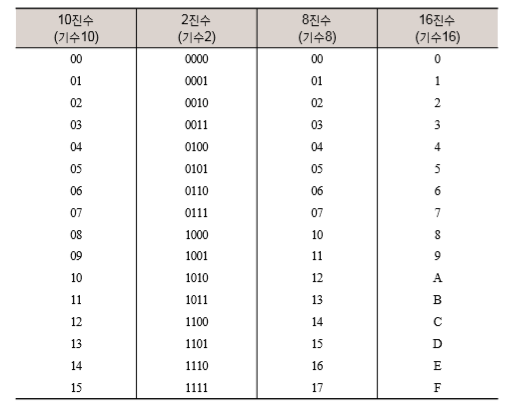 10진수 2진수 8진수 16진수
(기수10) (기수2) (기수8) (기수16)
00 0000 00 0
01 0001 01 1
02 0010 02 2
03 0011 03 3
04 0100 04 4
05 0101 05 5
06 0110 06 6
07 0111 07 7
08 1000 10 8
09 1001 11 9
10 1010 12 A
11 1011 13 B
12 1100 14 C
13 1101 15 D
14 1110 16 E
15 1111 17 F